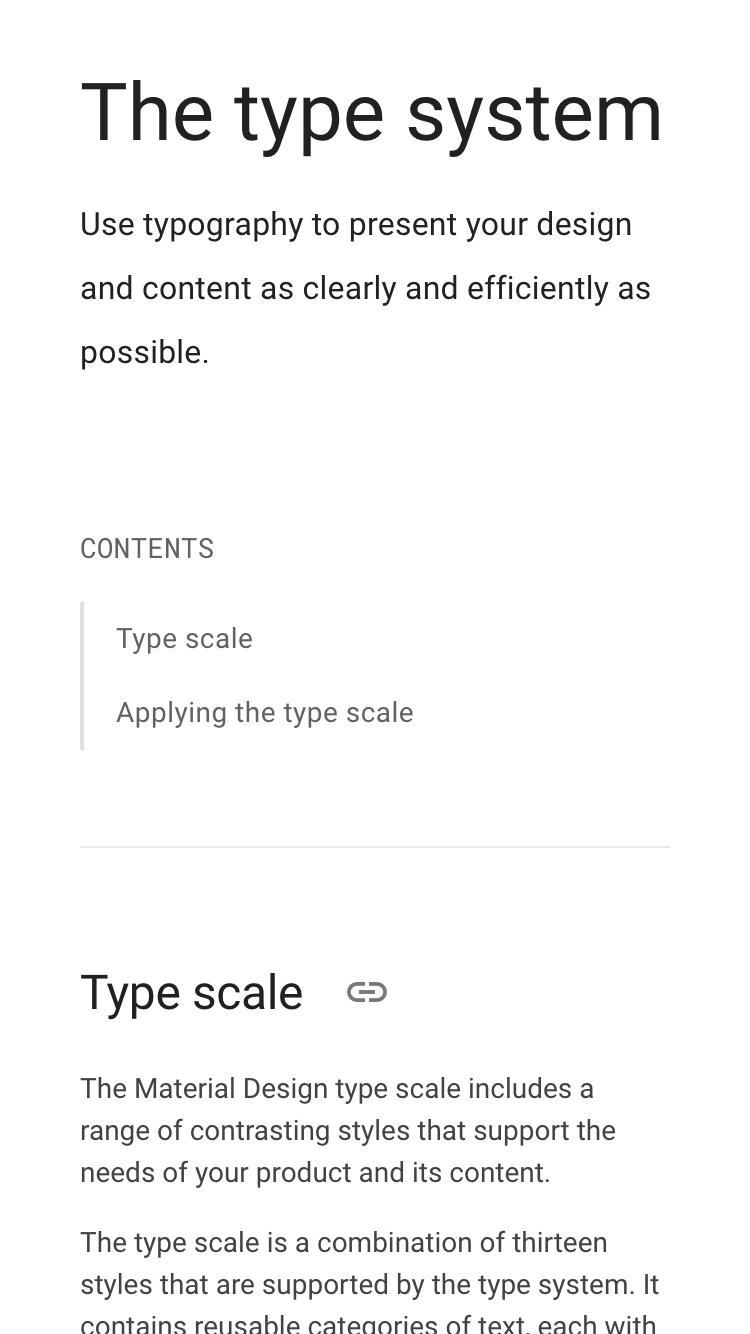 The type system
Use typography to present your design
and content as clearly and efficiently as
possible.
CONTENTS
Type scale
Applying the type scale
Type scale
The Material Design type scale includes a
range of contrasting styles that support the
needs of your product and its content.
The type scale is a combination of thirteen
styles that are supported by the type system. It
contains reusable categories of text, each with